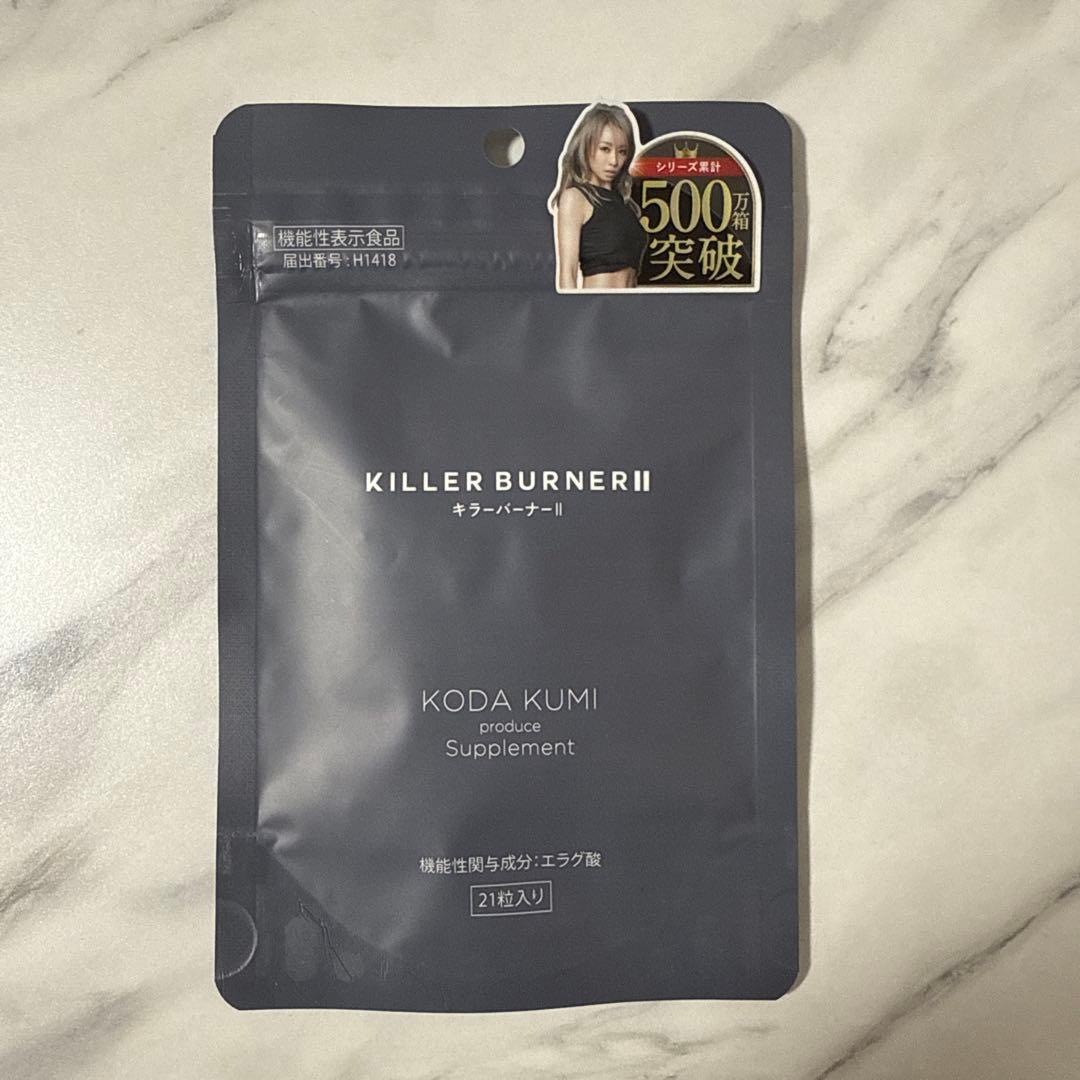 シリーズ累計
500万箱
突破
機能性表示食品
届出番号:H1418
KILLER BURNERⅡ
キラーバーナーⅡ
KODA KUMI
produce
Supplement
機能性関与成分:エラグ酸
21粒入り